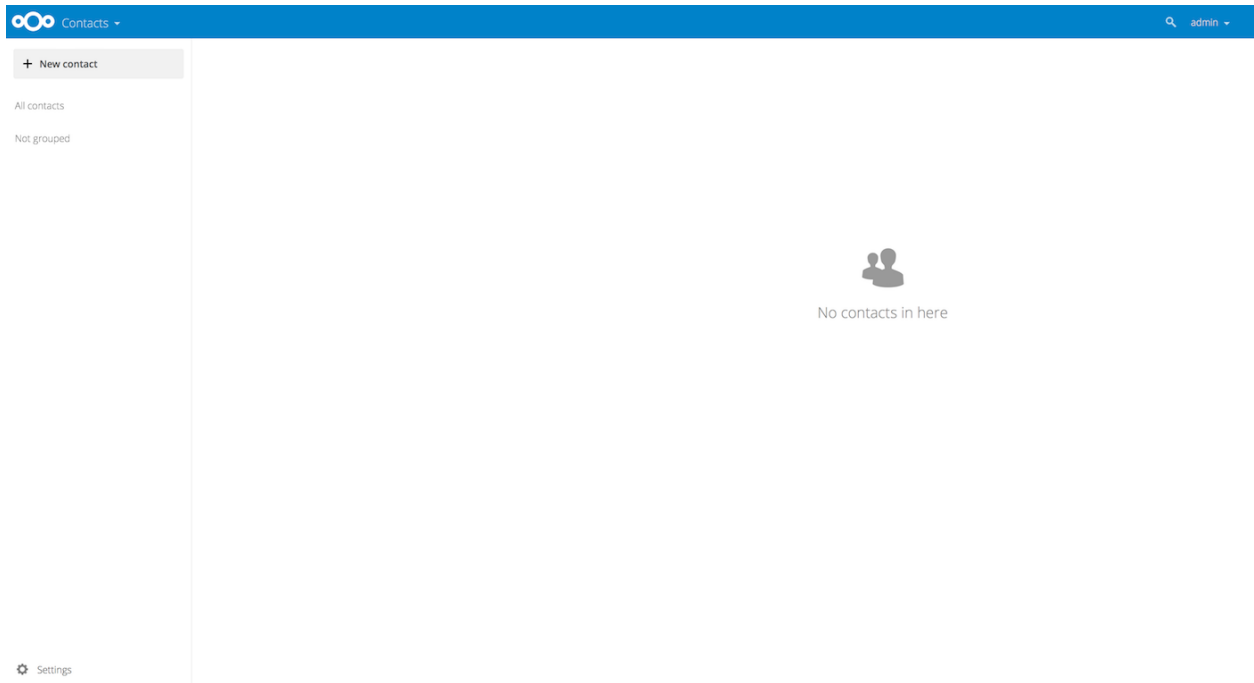 Contacts
admin
+ New contact
All contacts
Not grouped
No contacts in here
Settings